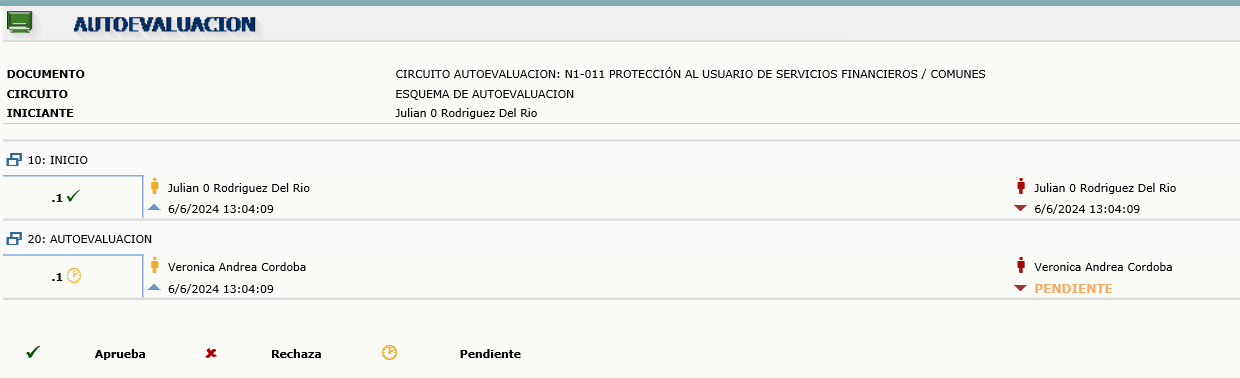 AUTOEVALUACION
DOCUMENTO CIRCUITO AUTOEVALUACION: N1-011 PROTECCIÓN AL USUARIO DE SERVICIOS FINANCIEROS / COMUNES
CIRCUITO ESQUEMA DE AUTOEVALUACION
INICIANTE Julian 0 Rodriguez Del Rio
10: INICIO
.1 Julian 0 Rodriguez Del Rio Julian 0 Rodriguez Del Rio
6/6/2024 13:04:09 6/6/2024 13:04:09
20: AUTOEVALUACION
.1 Veronica Andrea Cordoba Veronica Andrea Cordoba
6/6/2024 13:04:09 PENDIENTE
Aprueba Rechaza Pendiente